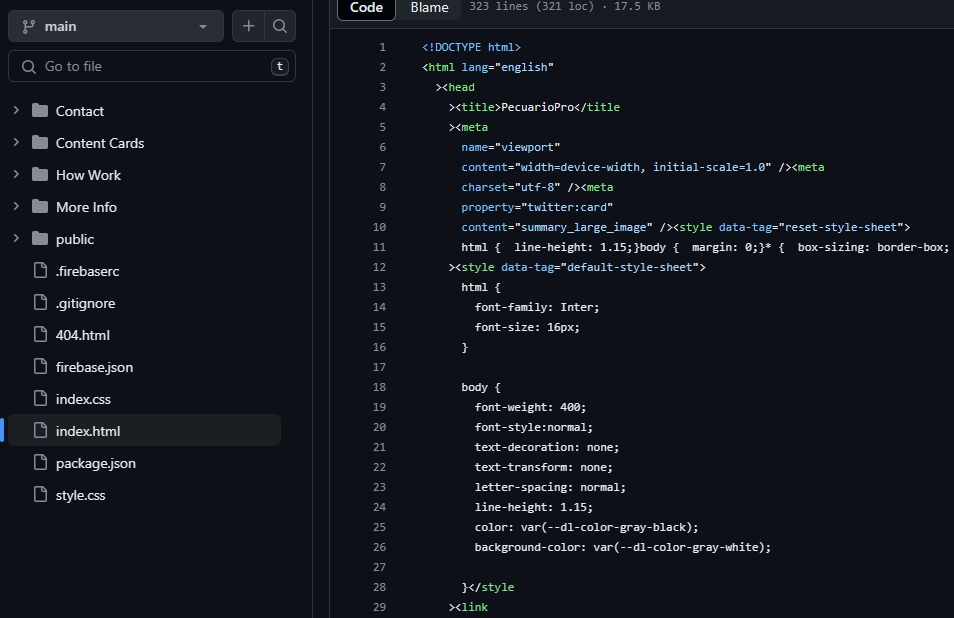 main
Go to file
t
Contact
Content Cards
How Work
More Info
public
.firebaserc
.gitignore
404.html
firebase.json
index.css
index.html
package.json
style.css
Code
Blame
323 lines (321 loc) · 17.5 KB
1 <!DOCTYPE html>
2 <html lang="english"
3 ><head
4 ><title>PecuarioPro</title
5 ><meta
6 name="viewport"
7 content="width=device-width, initial-scale=1.0" /><meta
8 charset="utf-8" /><meta
9 property="twitter:card"
10 content="summary_large_image" /><style data-tag="reset-style-sheet">
11 html {  line-height: 1.15;}body {  margin: 0;}* {  box-sizing: border-box;
12 ><style data-tag="default-style-sheet">
13 html {
14 font-family: Inter;
15 font-size: 16px;
16 }
17
18 body {
19 font-weight: 400;
20 font-style:normal;
21 text-decoration: none;
22 text-transform: none;
23 letter-spacing: normal;
24 line-height: 1.15;
25 color: var(--dl-color-gray-black);
26 background-color: var(--dl-color-gray-white);
27
28 }</style
29 ><link